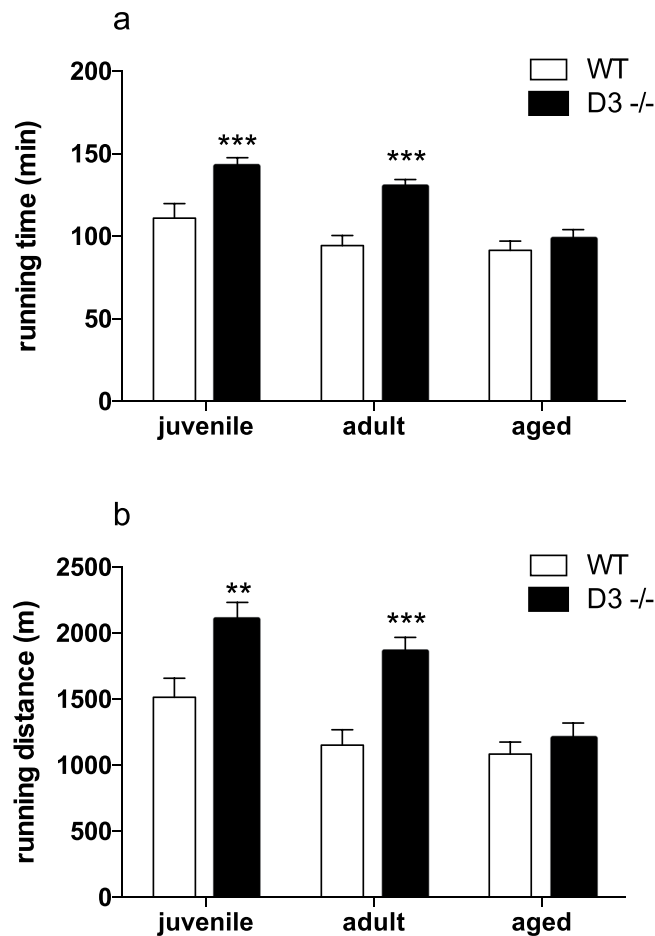 a
WT
D3 -/-
running time (min)
200
150
100
50
0
***
***
juvenile adult aged
b
WT
D3 -/-
running distance (m)
2500
2000
1500
1000
500
0
**
***
juvenile adult aged